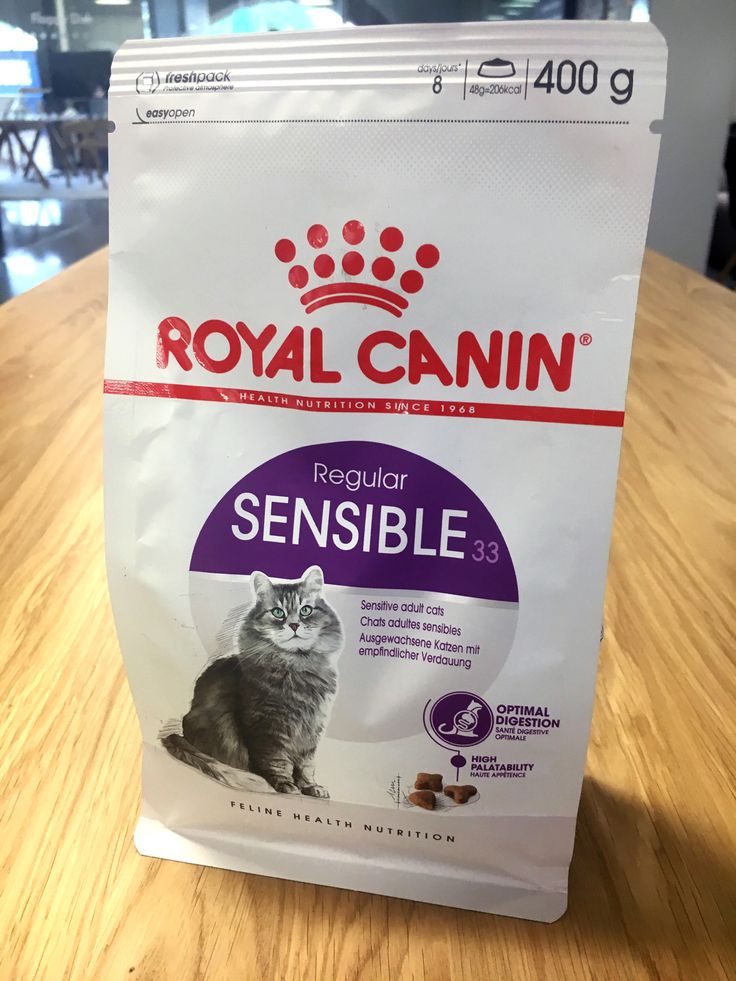 freshpack
Protective atmosphere
easyopen
days/jours*
8
48g=206kcal
400 g
ROYAL CANIN®
HEALTH NUTRITION SINCE 1968
Regular
SENSIBLE 33
Sensitive adult cats
Chats adultes sensibles
Ausgewachsene Katzen mit
empfindlicher Verdauung
OPTIMAL
DIGESTION
SANTÉ DIGESTIVE
OPTIMALE
HIGH
PALATABILITY
HAUTE APPÉTENCE
FELINE HEALTH NUTRITION